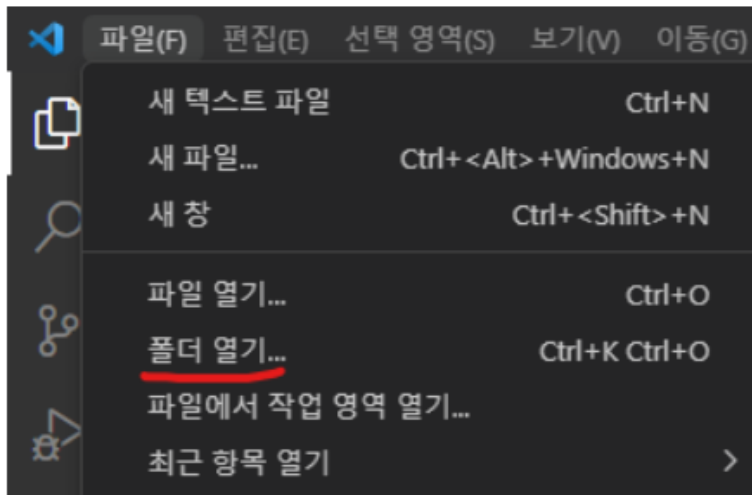 파일(F) 편집(E) 선택 영역(S) 보기(V) 이동(G)
새 텍스트 파일 Ctrl+N
새 파일... Ctrl+<Alt>+Windows+N
새 창 Ctrl+<Shift>+N
파일 열기... Ctrl+O
폴더 열기... Ctrl+K Ctrl+O
파일에서 작업 영역 열기...
최근 항목 열기